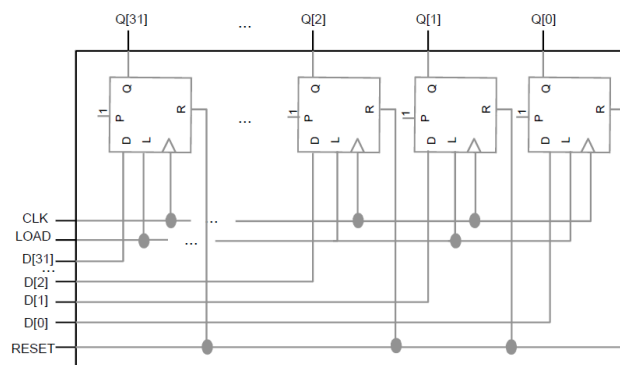 Q[31] ... Q[2] Q[1] Q[0]
Q Q Q Q
1 P R ... 1 P R 1 P R 1 P R
D L D L D L D L
CLK ...
LOAD ...
D[31]
...
D[2]
D[1]
D[0]
RESET